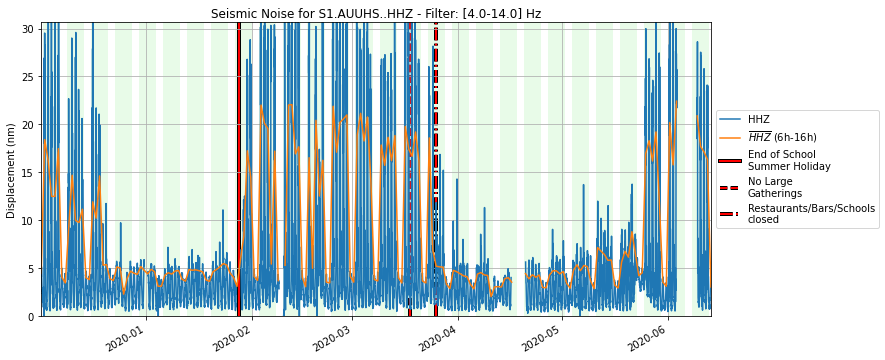 Seismic Noise for S1.AUUHS..HHZ - Filter: [4.0-14.0] Hz
Displacement (nm)
30
25
20
15
10
5
0
2020-01
2020-02
2020-03
2020-04
2020-05
2020-06
HHZ
HHZ (6h-16h)
End of School
Summer Holiday
No Large
Gatherings
Restaurants/Bars/Schools
closed